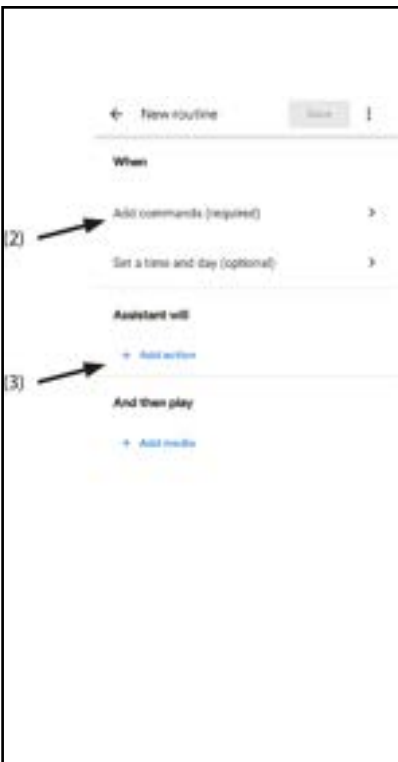 New routine Save
When
(2) Add commands (required)
Set a time and day (optional)
Assistant will
+ Add action
(3)
And then play
+ Add media